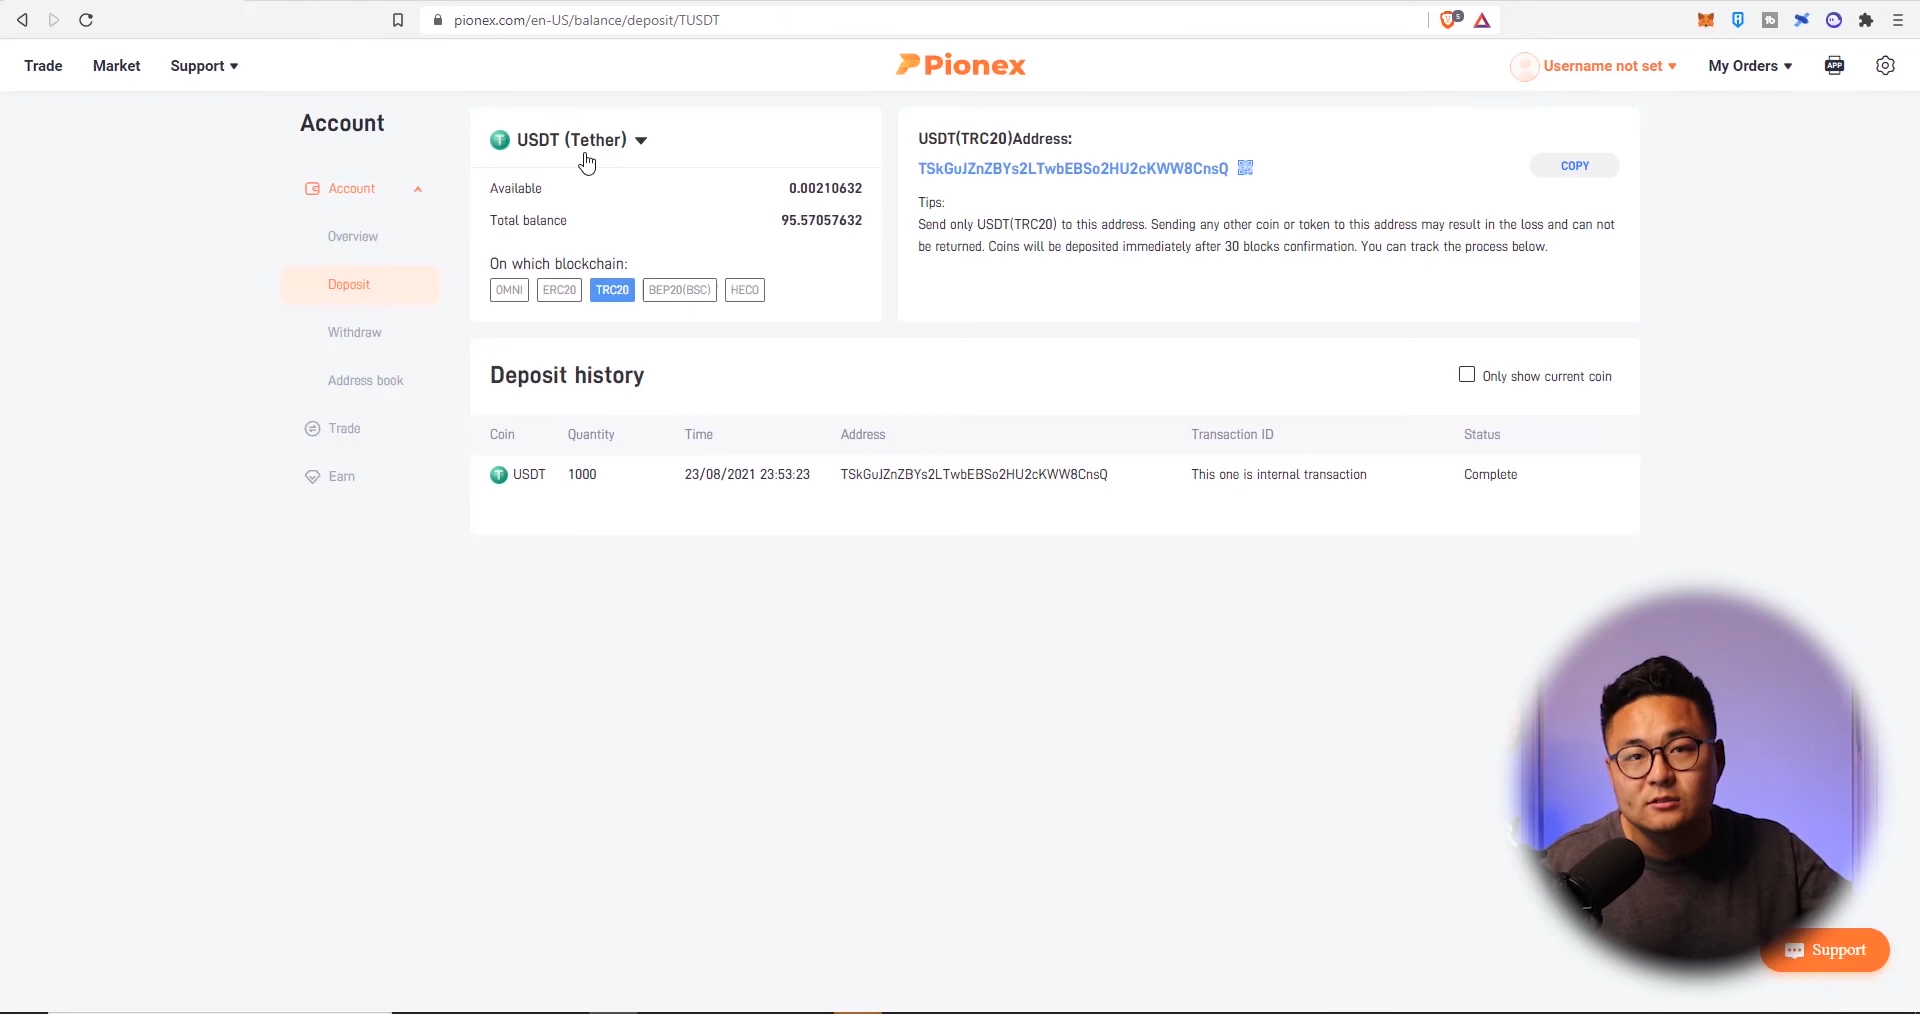 pionex.com/en-US/balance/deposit/TUSDT
5
Trade Market Support Pionex Username not set My Orders APP
Account
Account
Overview
Deposit
Withdraw
Address book
Trade
Earn
USDT (Tether)
Available 0.00210632
Total balance 95.57057632
On which blockchain:
OMNI ERC20 TRC20 BEP20(BSC) HECO
USDT(TRC20)Address:
TSkGuJZnZBYs2LTwbEBSo2HU2cKWW8CnsQ COPY
Tips:
Send only USDT(TRC20) to this address. Sending any other coin or token to this address may result in the loss and can not
be returned. Coins will be deposited immediately after 30 blocks confirmation. You can track the process below.
Deposit history Only show current coin
Coin Quantity Time Address Transaction ID Status
USDT 1000 23/08/2021 23:53:23 TSkGuJZnZBYs2LTwbEBSo2HU2cKWW8CnsQ This one is internal transaction Complete
Support